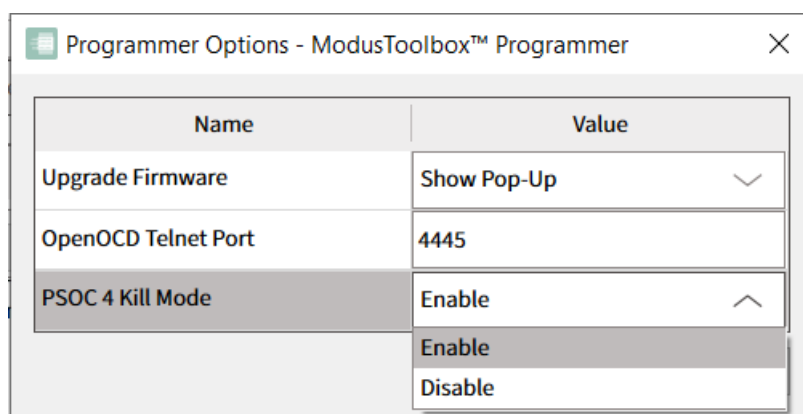 Programmer Options - ModusToolbox™ Programmer
Name Value
Upgrade Firmware Show Pop-Up
OpenOCD Telnet Port 4445
PSOC 4 Kill Mode Enable
Enable
Disable